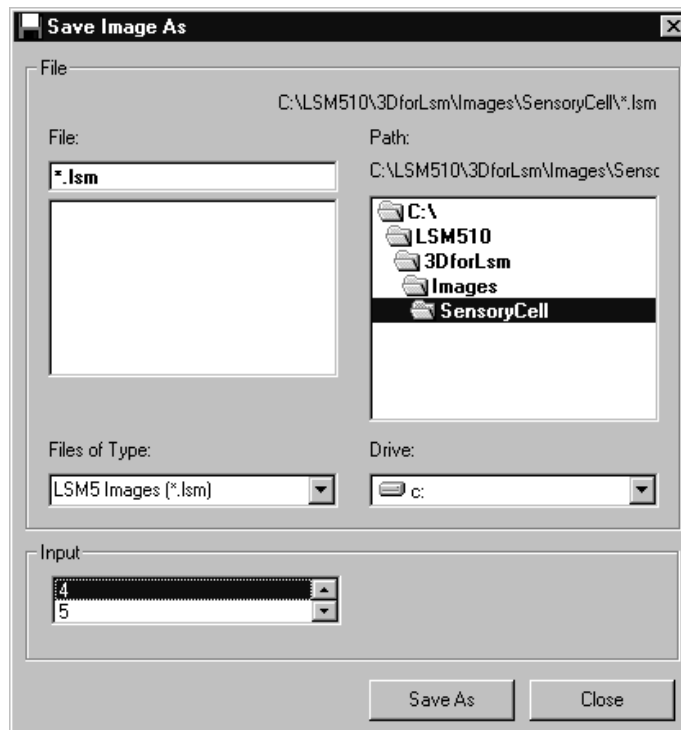 Save Image As
File
C:\LSM510\3DforLsm\Images\SensoryCell\*.lsm
File:
Path:
*.lsm
C:\LSM510\3DforLsm\Images\Sensc
C:\
LSM510
3DforLsm
Images
SensoryCell
Files of Type:
Drive:
LSM5 Images (*.lsm)
c:
Input
4
5
Save As
Close